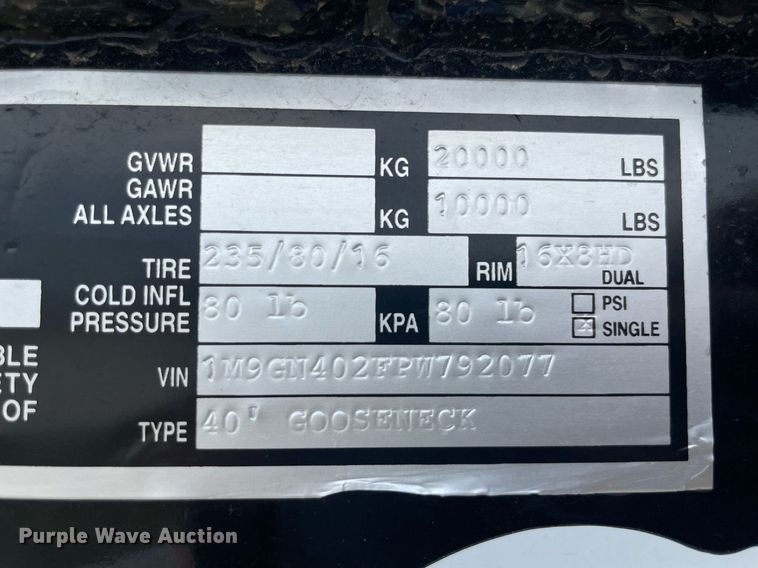 GVWR KG 20000 LBS
GAWR
ALL AXLES KG 10000 LBS
TIRE 235/80/16 RIM 16X8HD
DUAL
COLD INFL
PRESSURE 80 lb KPA 80 lb PSI
X SINGLE
BLE
ETY
OF
VIN 1M9GN402FPW792077
TYPE 40' GOOSENECK
Purple Wave Auction